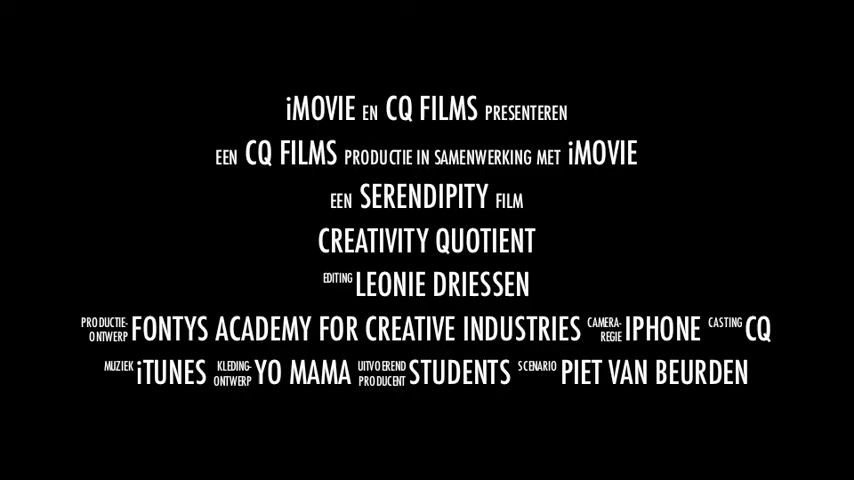 iMOVIE EN CQ FILMS PRESENTEREN
EEN CQ FILMS PRODUCTIE IN SAMENWERKING MET iMOVIE
EEN SERENDIPITY FILM
CREATIVITY QUOTIENT
EDITING LEONIE DRIESSEN
PRODUCTIE-ONTWERP FONTYS ACADEMY FOR CREATIVE INDUSTRIES CAMERA-REGIE IPHONE CASTING CQ
MUZIEK iTUNES KLEDING-ONTWERP YO MAMA UITVOEREND PRODUCENT STUDENTS SCENARIO PIET VAN BEURDEN